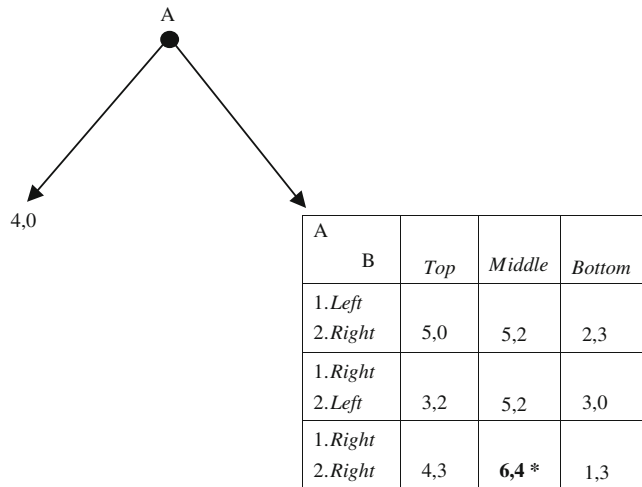 A
4,0
A
B Top Middle Bottom
1.Left
2.Right 5,0 5,2 2,3
1.Right
2.Left 3,2 5,2 3,0
1.Right
2.Right 4,3 6,4 * 1,3